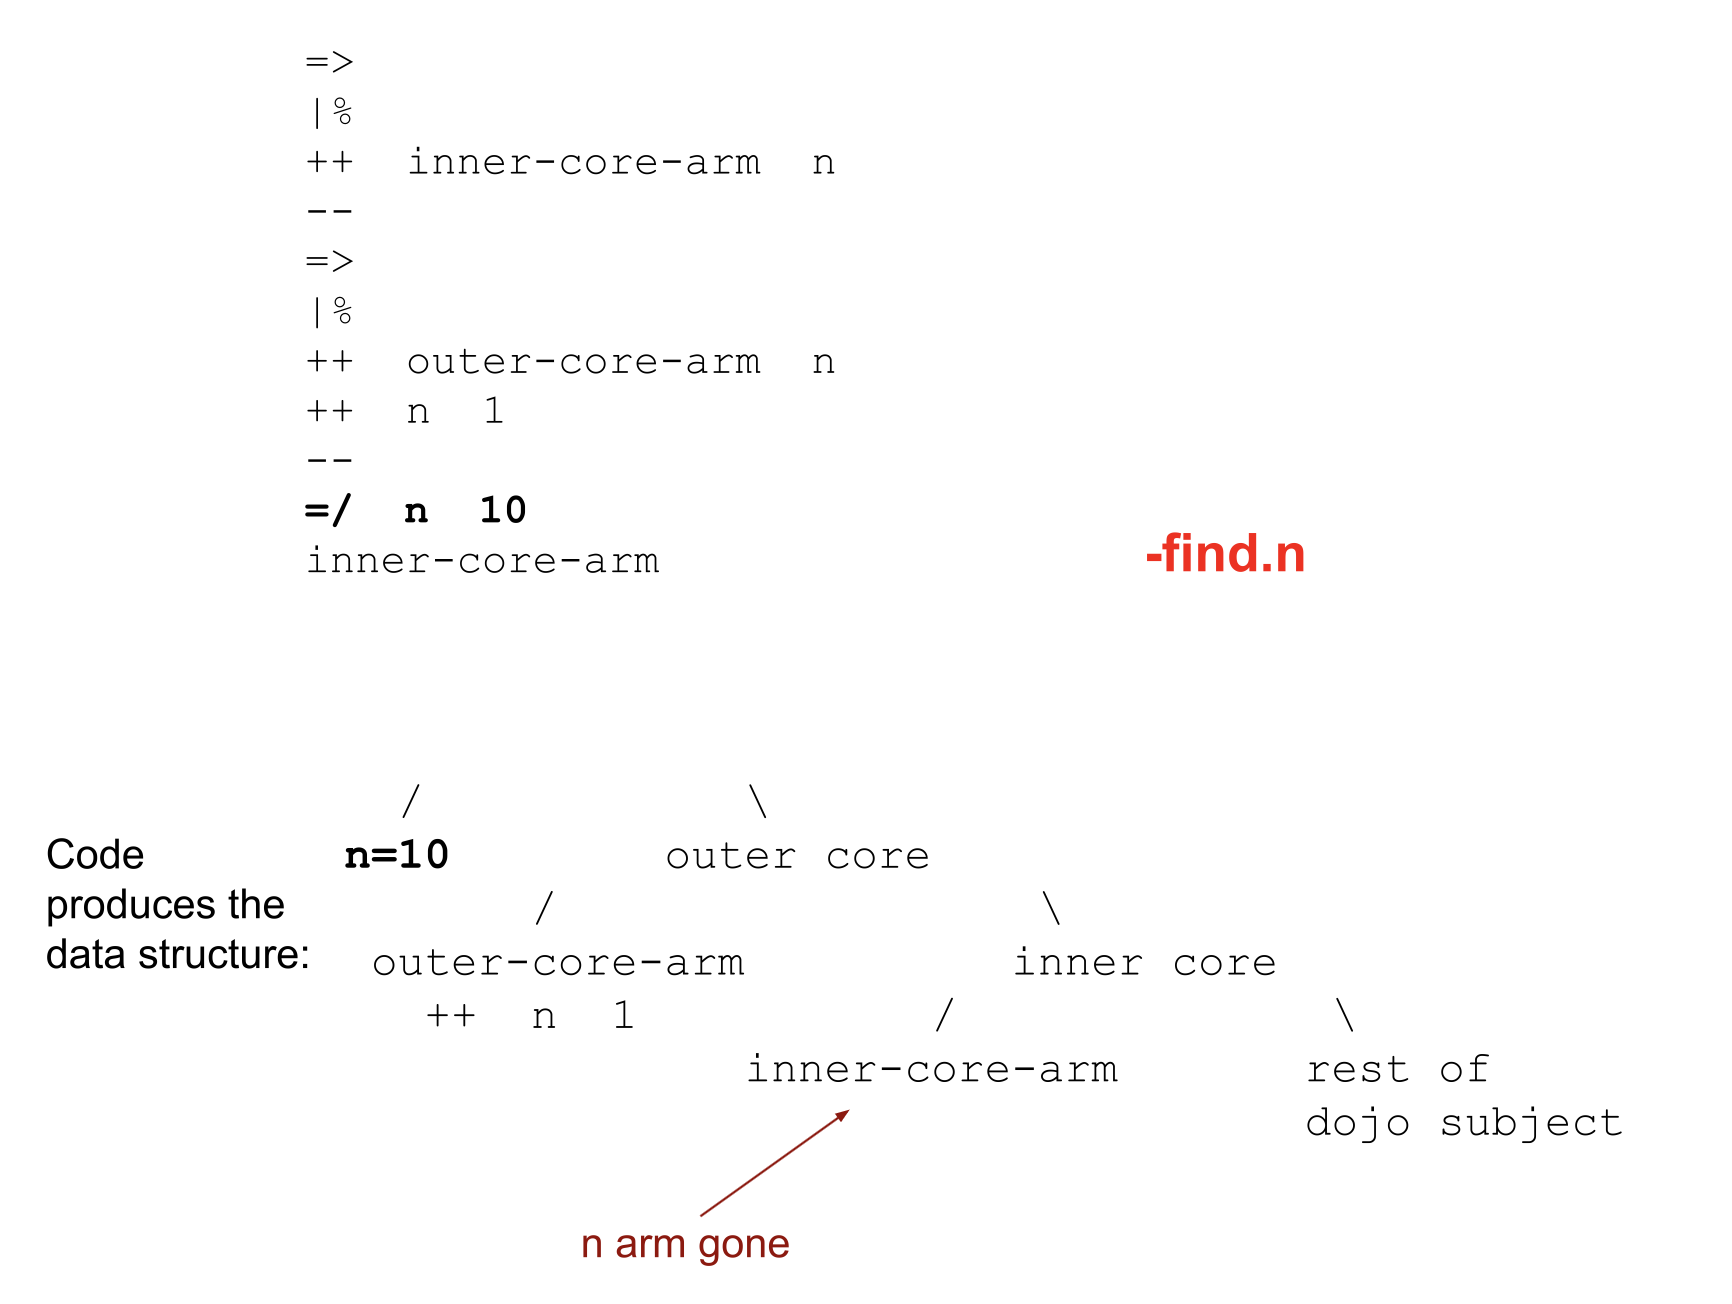 =>
|%
++  inner-core-arm  n
--
=>
|%
++  outer-core-arm  n
++  n  1
--
=/  n  10
inner-core-arm
-find.n
/ \
Code
produces the
data structure:
n=10 outer core
/ \
outer-core-arm inner core
++  n  1 / \
inner-core-arm rest of
dojo subject
n arm gone